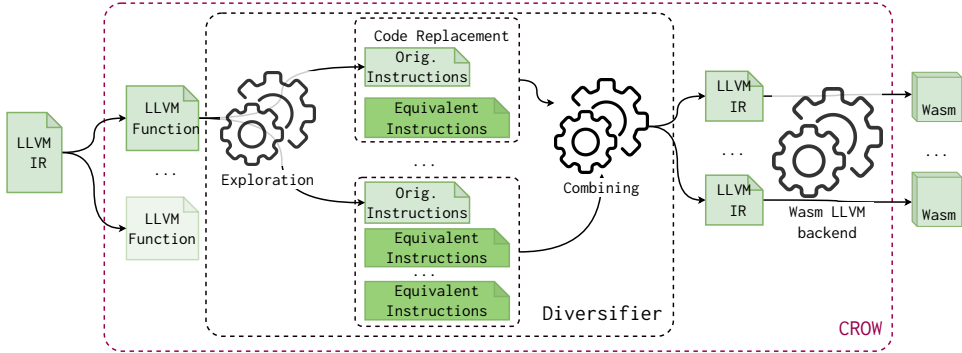 LLVM
IR
LLVM
Function
...
LLVM
Function
Exploration
Code Replacement
Orig.
Instructions
Equivalent
Instructions
...
Orig.
Instructions
Equivalent
Instructions
...
Equivalent
Instructions
Combining
Diversifier
LLVM
IR
...
LLVM
IR
Wasm LLVM
backend
Wasm
...
Wasm
CROW